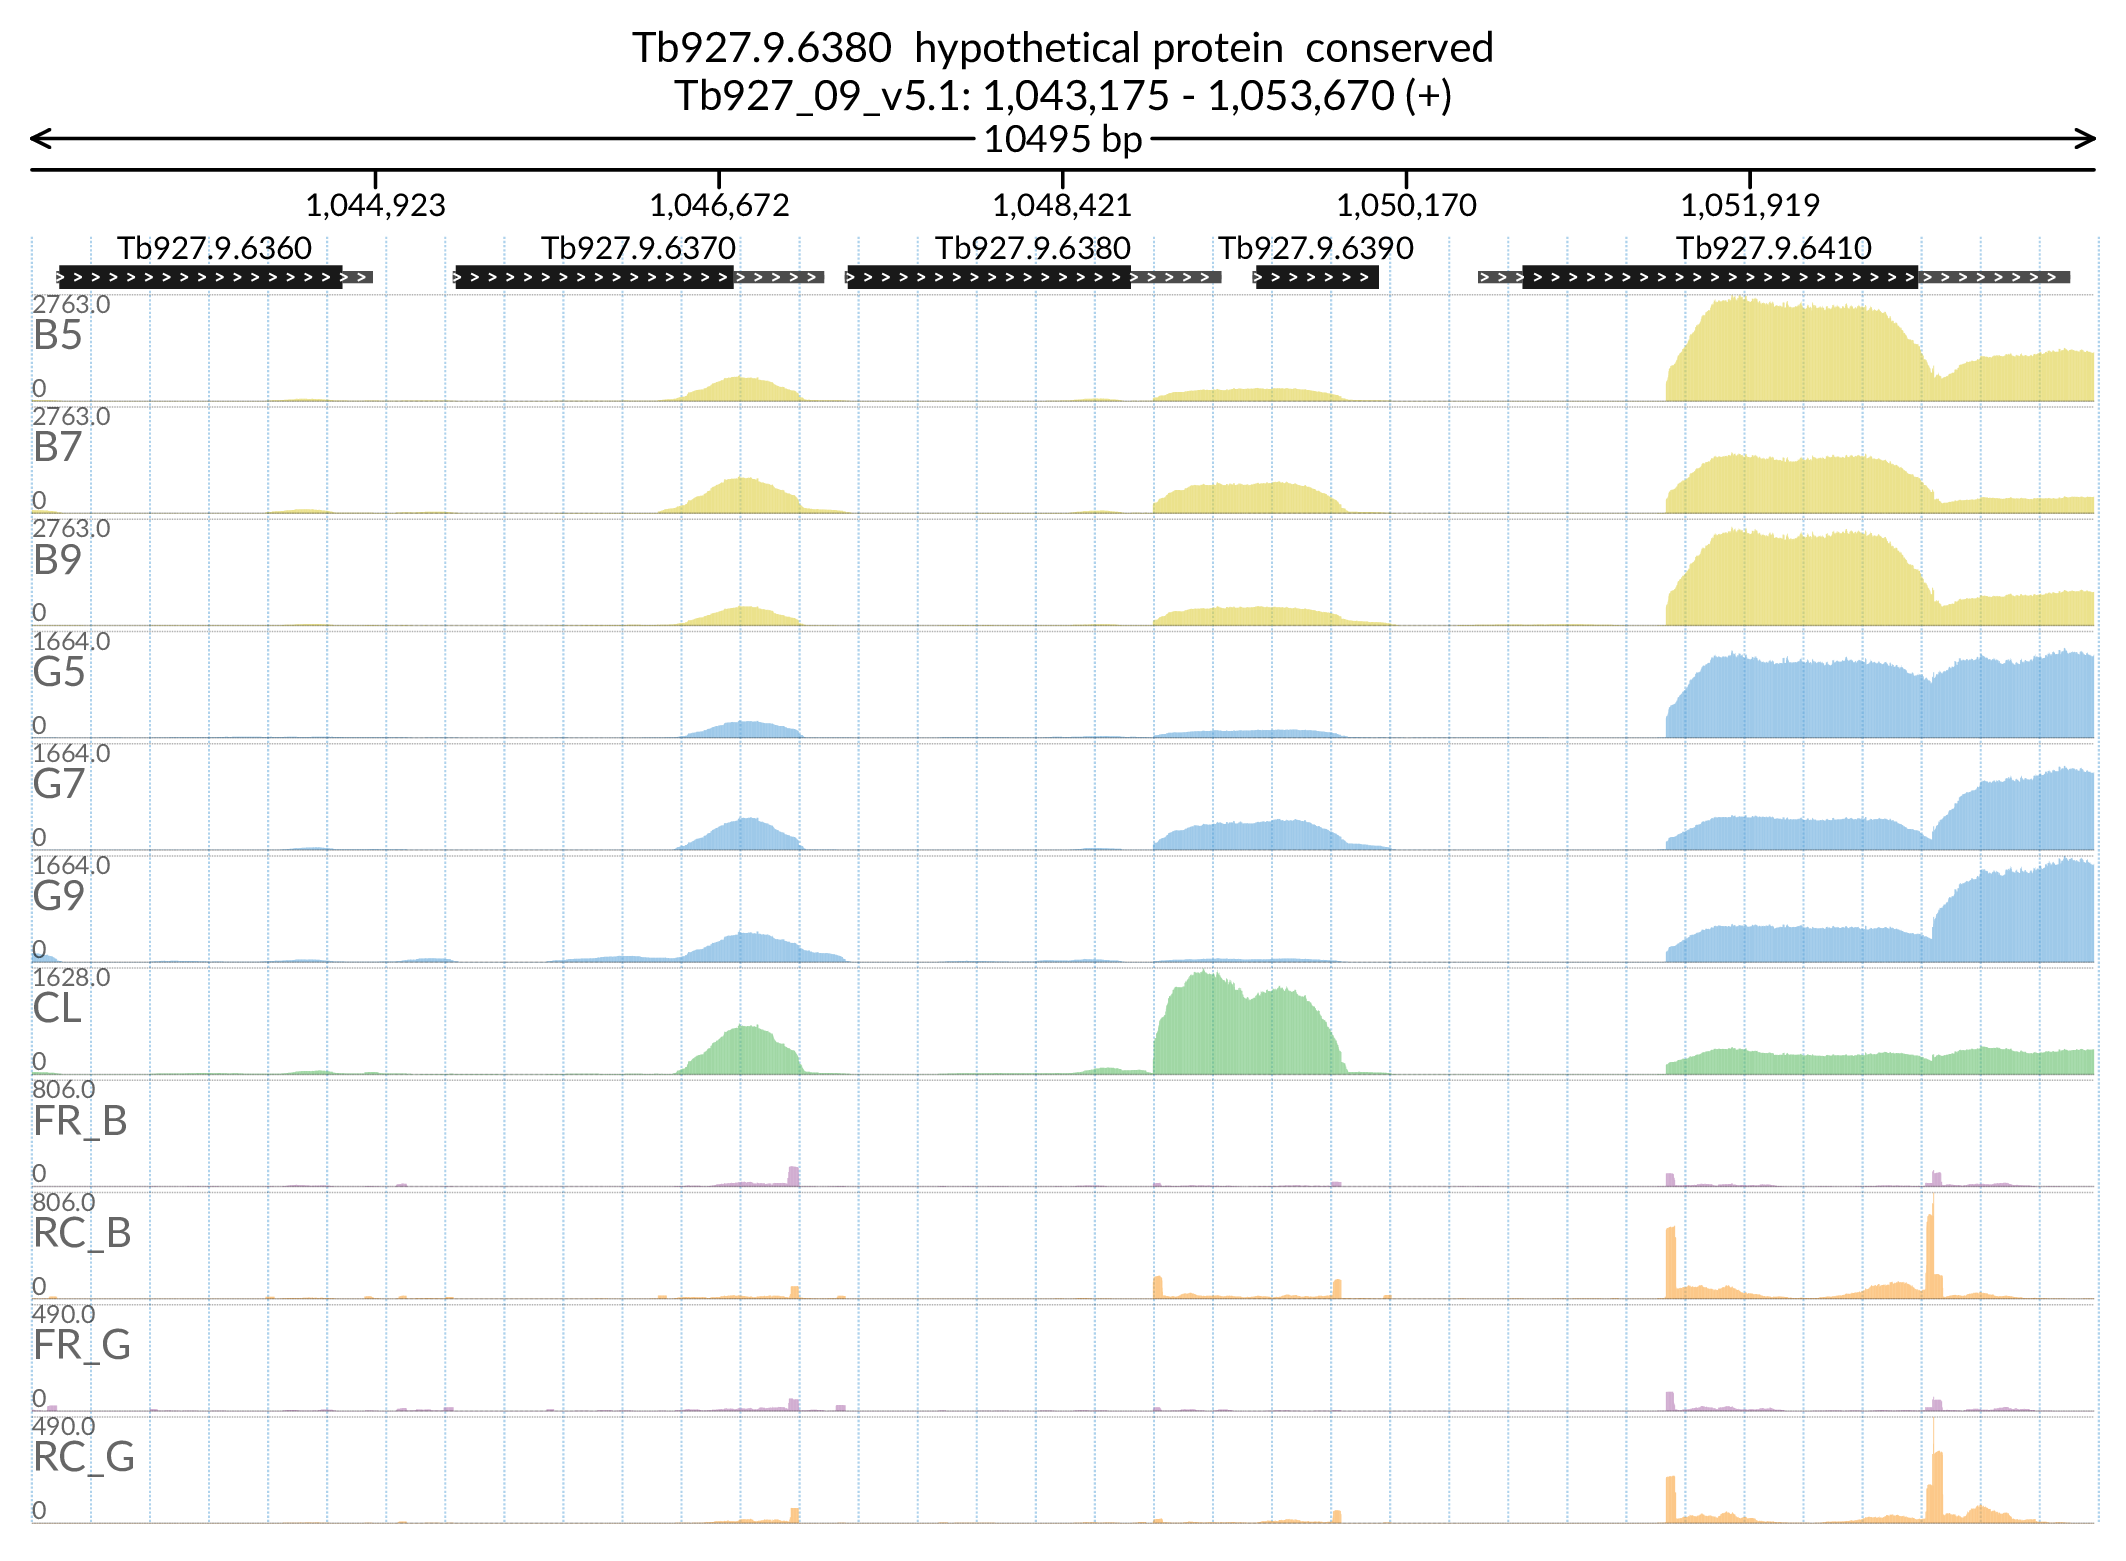 Tb927.9.6380 hypothetical protein conserved
Tb927_09_v5.1: 1,043,175 - 1,053,670 (+)
10495 bp
1,044,923 1,046,672 1,048,421 1,050,170 1,051,919
Tb927.9.6360 Tb927.9.6370 Tb927.9.6380 Tb927.9.6390 Tb927.9.6410
2763.0
B5
0
2763.0
B7
0
2763.0
B9
0
1664.0
G5
0
1664.0
G7
0
1664.0
G9
0
1628.0
CL
0
806.0
FR_B
0
806.0
RC_B
0
490.0
FR_G
0
490.0
RC_G
0